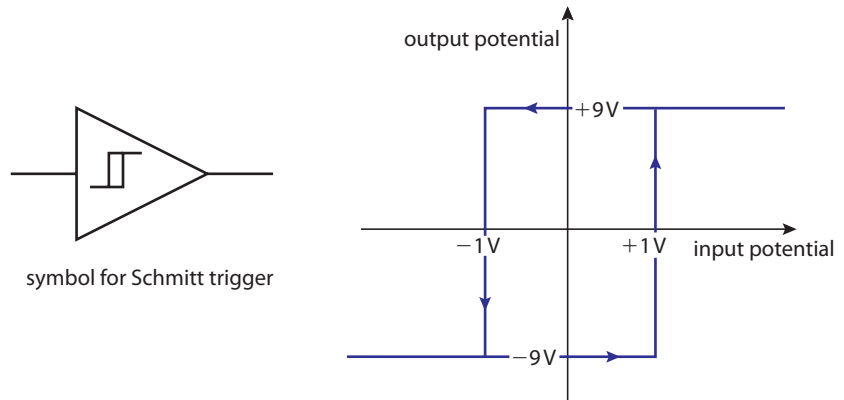 output potential
+9V
−1V
+1V
input potential
symbol for Schmitt trigger
−9V